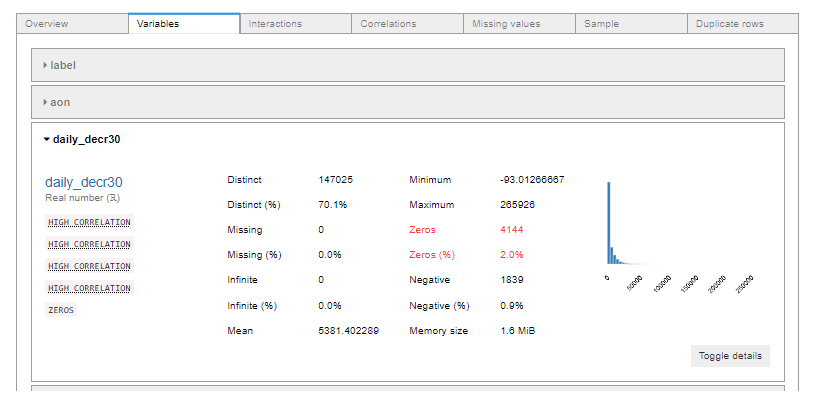 Overview Variables Interactions Correlations Missing values Sample Duplicate rows
label
aon
daily_decr30
daily_decr30
Real number (ℝ)
HIGH CORRELATION
HIGH CORRELATION
HIGH CORRELATION
HIGH CORRELATION
ZEROS
Distinct 147025
Distinct (%) 70.1%
Missing 0
Missing (%) 0.0%
Infinite 0
Infinite (%) 0.0%
Mean 5381.402289
Minimum -93.01266667
Maximum 265926
Zeros 4144
Zeros (%) 2.0%
Negative 1839
Negative (%) 0.9%
Memory size 1.6 MiB
0 50000 100000 150000 200000 250000
Toggle details